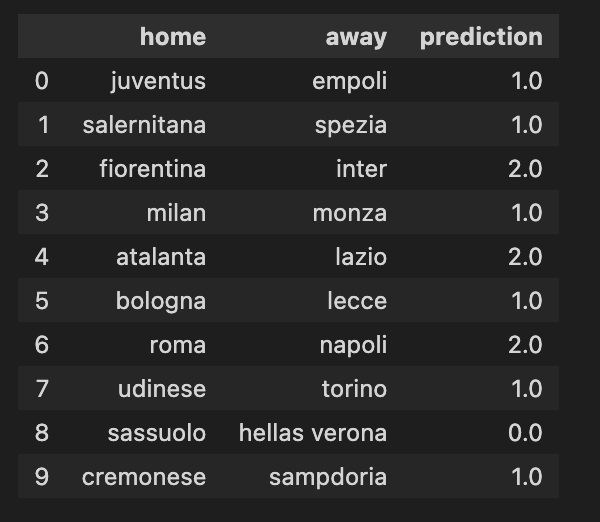 home away prediction
0 juventus empoli 1.0
1 salernitana spezia 1.0
2 fiorentina inter 2.0
3 milan monza 1.0
4 atalanta lazio 2.0
5 bologna lecce 1.0
6 roma napoli 2.0
7 udinese torino 1.0
8 sassuolo hellas verona 0.0
9 cremonese sampdoria 1.0